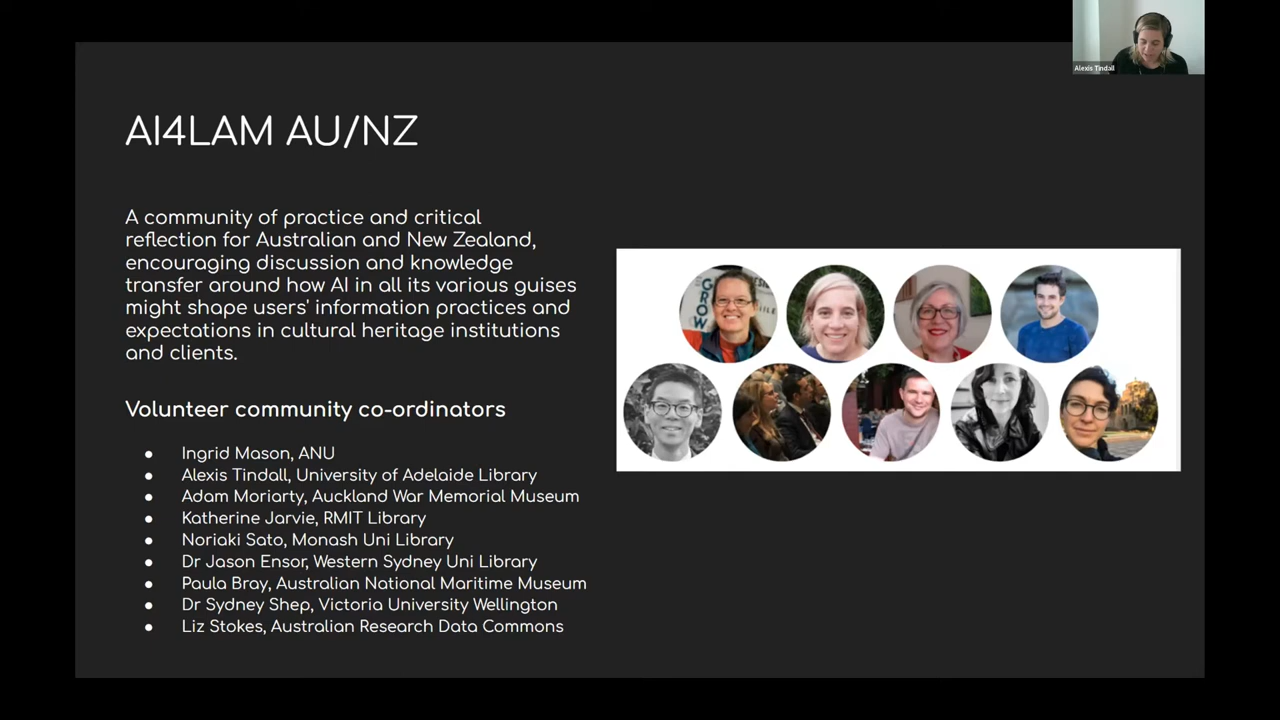 Alexis Tindall
AI4LAM AU/NZ
A community of practice and critical
reflection for Australian and New Zealand,
encouraging discussion and knowledge
transfer around how AI in all its various guises
might shape users' information practices and
expectations in cultural heritage institutions
and clients.
Volunteer community co-ordinators
● Ingrid Mason, ANU
● Alexis Tindall, University of Adelaide Library
● Adam Moriarty, Auckland War Memorial Museum
● Katherine Jarvie, RMIT Library
● Noriaki Sato, Monash Uni Library
● Dr Jason Ensor, Western Sydney Uni Library
● Paula Bray, Australian National Maritime Museum
● Dr Sydney Shep, Victoria University Wellington
● Liz Stokes, Australian Research Data Commons
GROW